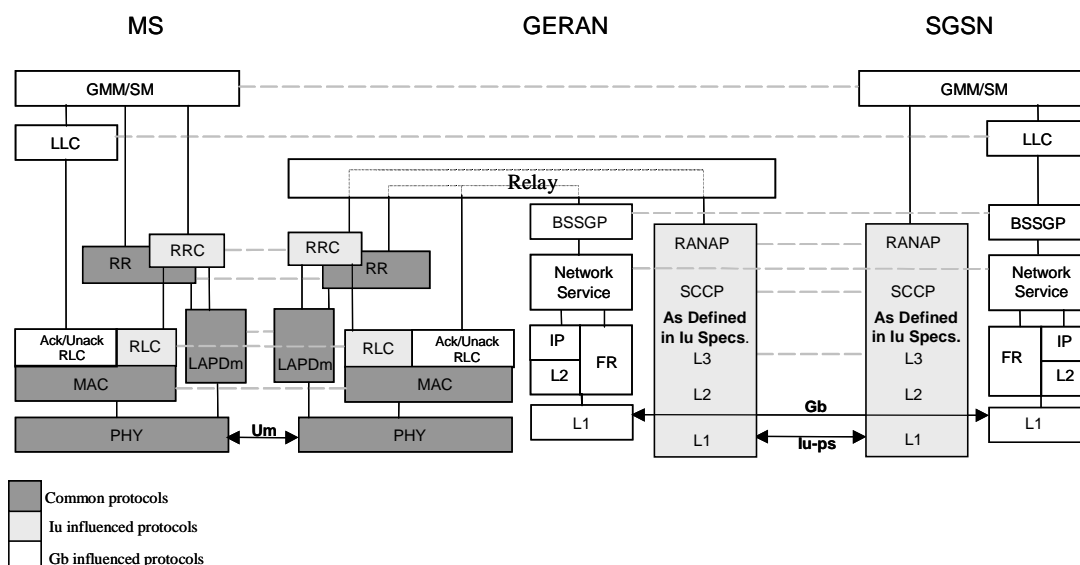 MS
GERAN
SGSN
GMM/SM
GMM/SM
LLC
LLC
Relay
BSSGP
BSSGP
RRC
RR
RRC
RR
RANAP
RANAP
Network
Service
Network
Service
SCCP
SCCP
As Defined
in Iu Specs.
As Defined
in Iu Specs.
Ack/Unack
RLC
RLC
LAPDm
LAPDm
RLC
Ack/Unack
RLC
IP
FR
L2
L3
L3
FR
IP
L2
MAC
MAC
L2
L2
Gb
L1
L1
PHY
Um
PHY
L1
Iu-ps
L1
Common protocols
Iu influenced protocols
Gb influenced protocols